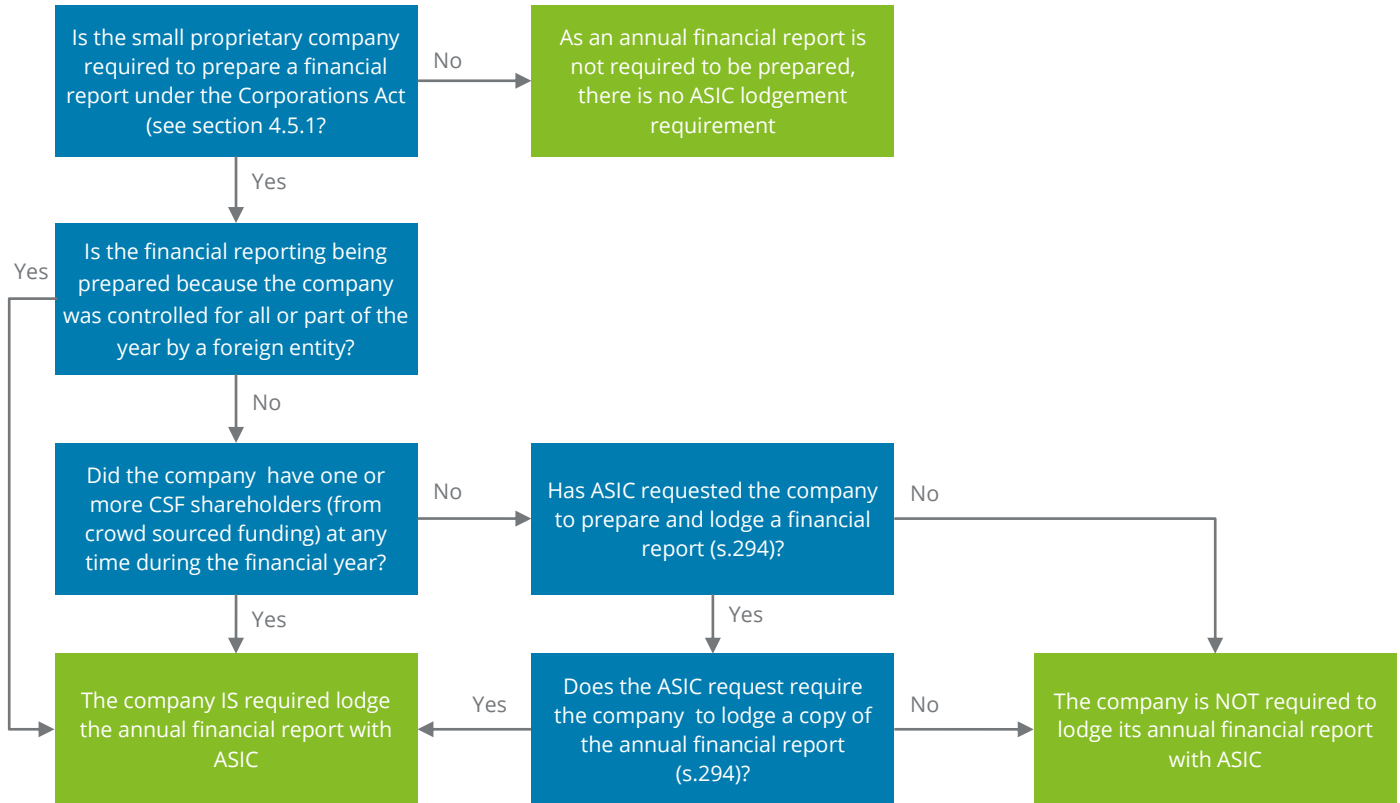 Is the small proprietary company
required to prepare a financial
report under the Corporations Act
(see section 4.5.1?
No
As an annual financial report is
not required to be prepared,
there is no ASIC lodgement
requirement
Yes
Yes
Is the financial reporting being
prepared because the company
was controlled for all or part of the
year by a foreign entity?
No
Did the company have one or
more CSF shareholders (from
crowd sourced funding) at any
time during the financial year?
No
Has ASIC requested the company
to prepare and lodge a financial
report (s.294)?
No
Yes
Yes
The company IS required lodge
the annual financial report with
ASIC
Yes
Does the ASIC request require
the company to lodge a copy of
the annual financial report
(s.294)?
No
The company is NOT required to
lodge its annual financial report
with ASIC